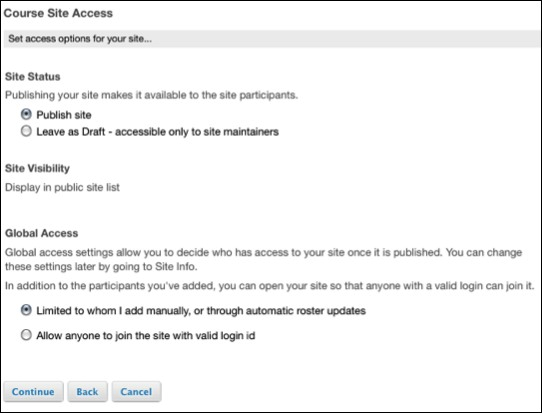 Course Site Access
Set access options for your site...
Site Status
Publishing your site makes it available to the site participants.
Publish site
Leave as Draft - accessible only to site maintainers
Site Visibility
Display in public site list
Global Access
Global access settings allow you to decide who has access to your site once it is published. You can change
these settings later by going to Site Info.
In addition to the participants you've added, you can open your site so that anyone with a valid login can join it.
Limited to whom I add manually, or through automatic roster updates
Allow anyone to join the site with valid login id
Continue Back Cancel